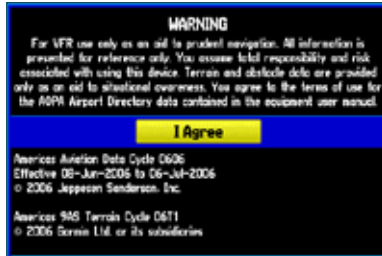 WARNING
For VFR use only as an aid to prudent navigation. All information is
presented for reference only. You assume total responsibility and risk
associated with using this device. Terrain and obstacle data are provided
only as an aid to situational awareness. You agree to the terms of use for
the AOPA Airport Directory data contained in the equipment user manual.
I Agree
Americas Aviation Data Cycle 0606
Effective 08-Jun-2006 to 06-Jul-2006
© 2006 Jeppesen Sanderson, Inc.
Americas 9AS Terrain Cycle 06T1
© 2006 Garmin Ltd. or its subsidiaries